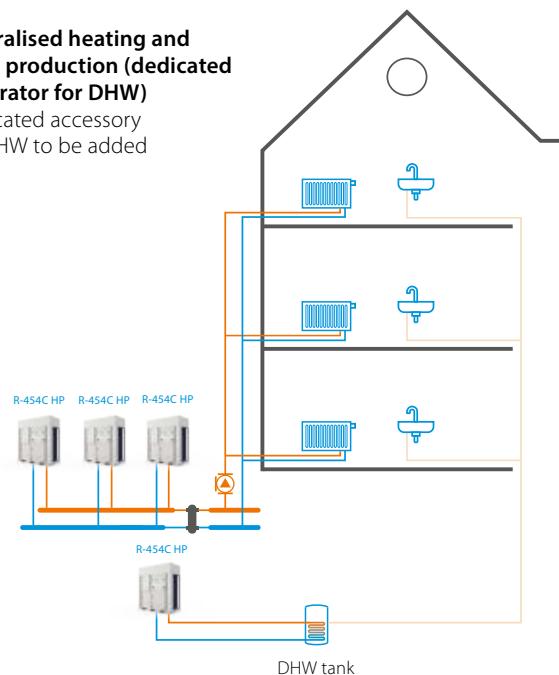 ralised heating and
production (dedicated
rator for DHW)
cated accessory
HW to be added
R-454C HP R-454C HP R-454C HP
R-454C HP
DHW tank